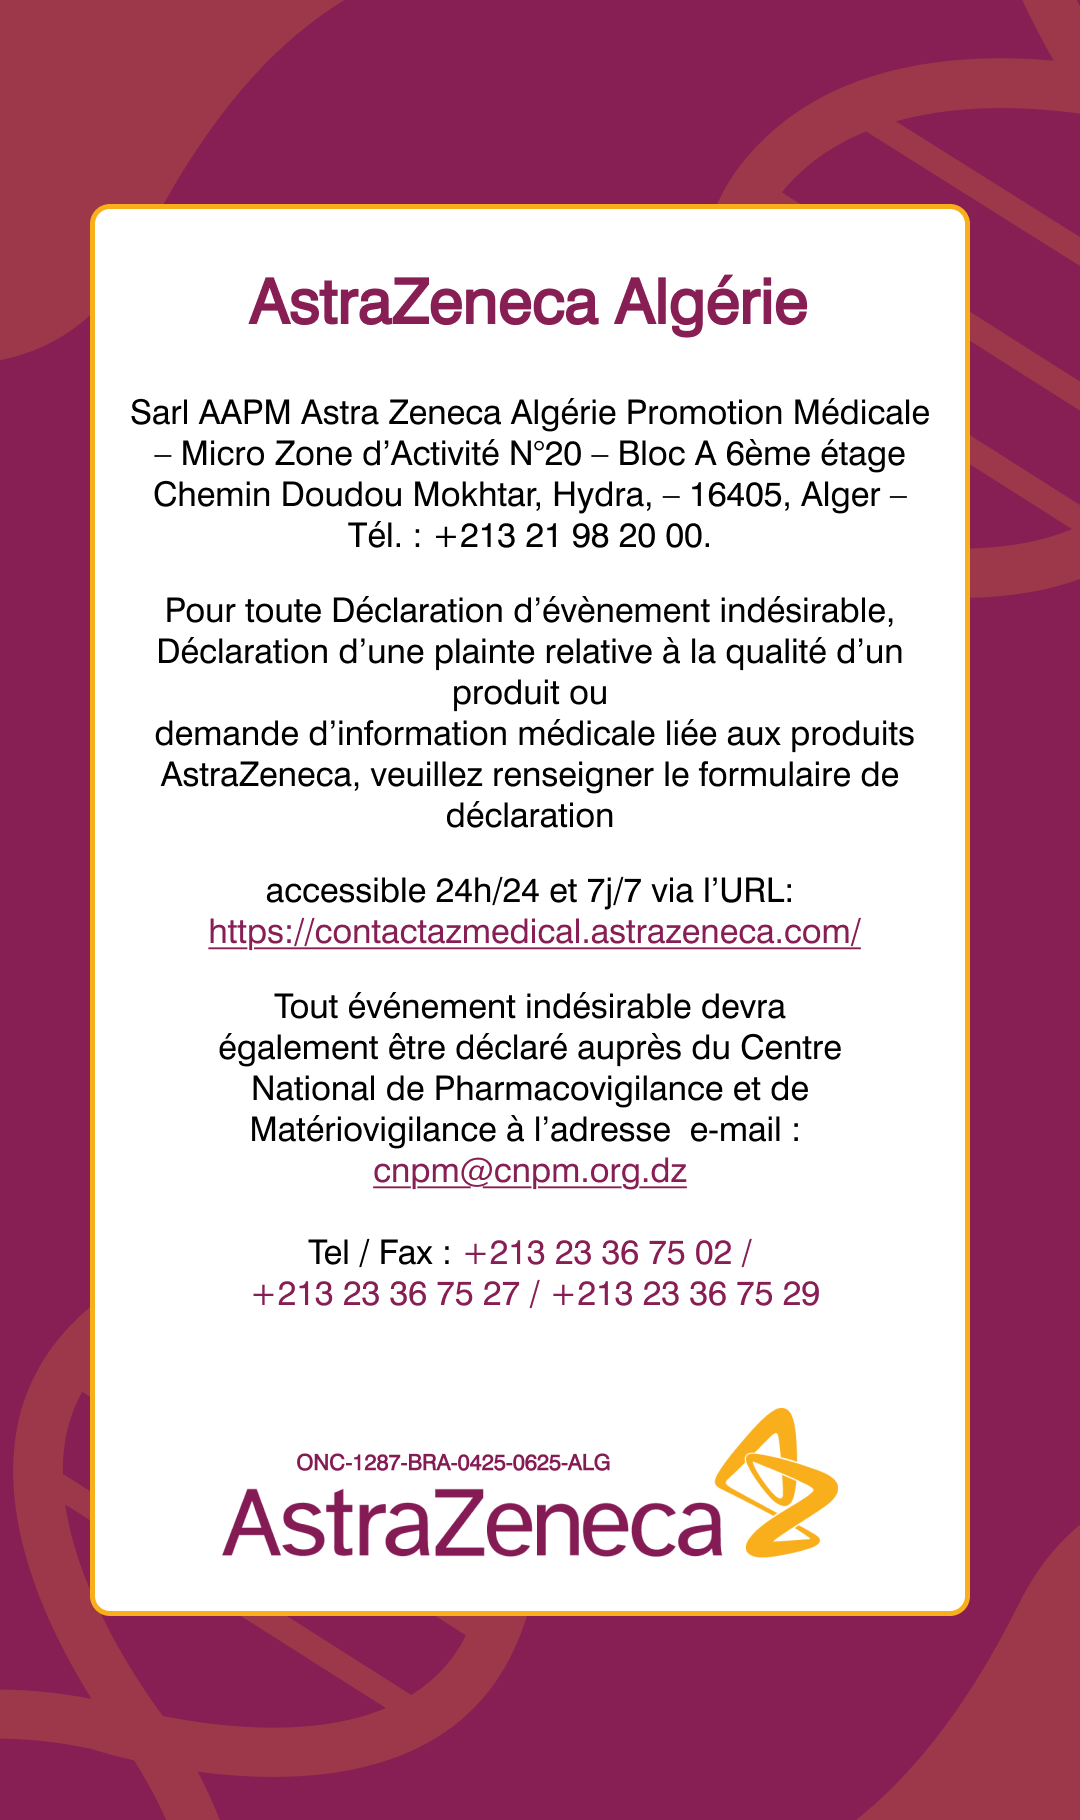 AstraZeneca Algérie
Sarl AAPM Astra Zeneca Algérie Promotion Médicale
– Micro Zone d’Activité N°20 – Bloc A 6ème étage
Chemin Doudou Mokhtar, Hydra, – 16405, Alger –
Tél. : +213 21 98 20 00.
Pour toute Déclaration d’évènement indésirable,
Déclaration d’une plainte relative à la qualité d’un
produit ou
demande d’information médicale liée aux produits
AstraZeneca, veuillez renseigner le formulaire de
déclaration
accessible 24h/24 et 7j/7 via l’URL:
https://contactazmedical.astrazeneca.com/
Tout événement indésirable devra
également être déclaré auprès du Centre
National de Pharmacovigilance et de
Matériovigilance à l’adresse  e-mail :
cnpm@cnpm.org.dz
Tel / Fax : +213 23 36 75 02 /
+213 23 36 75 27 / +213 23 36 75 29
ONC-1287-BRA-0425-0625-ALG
AstraZeneca